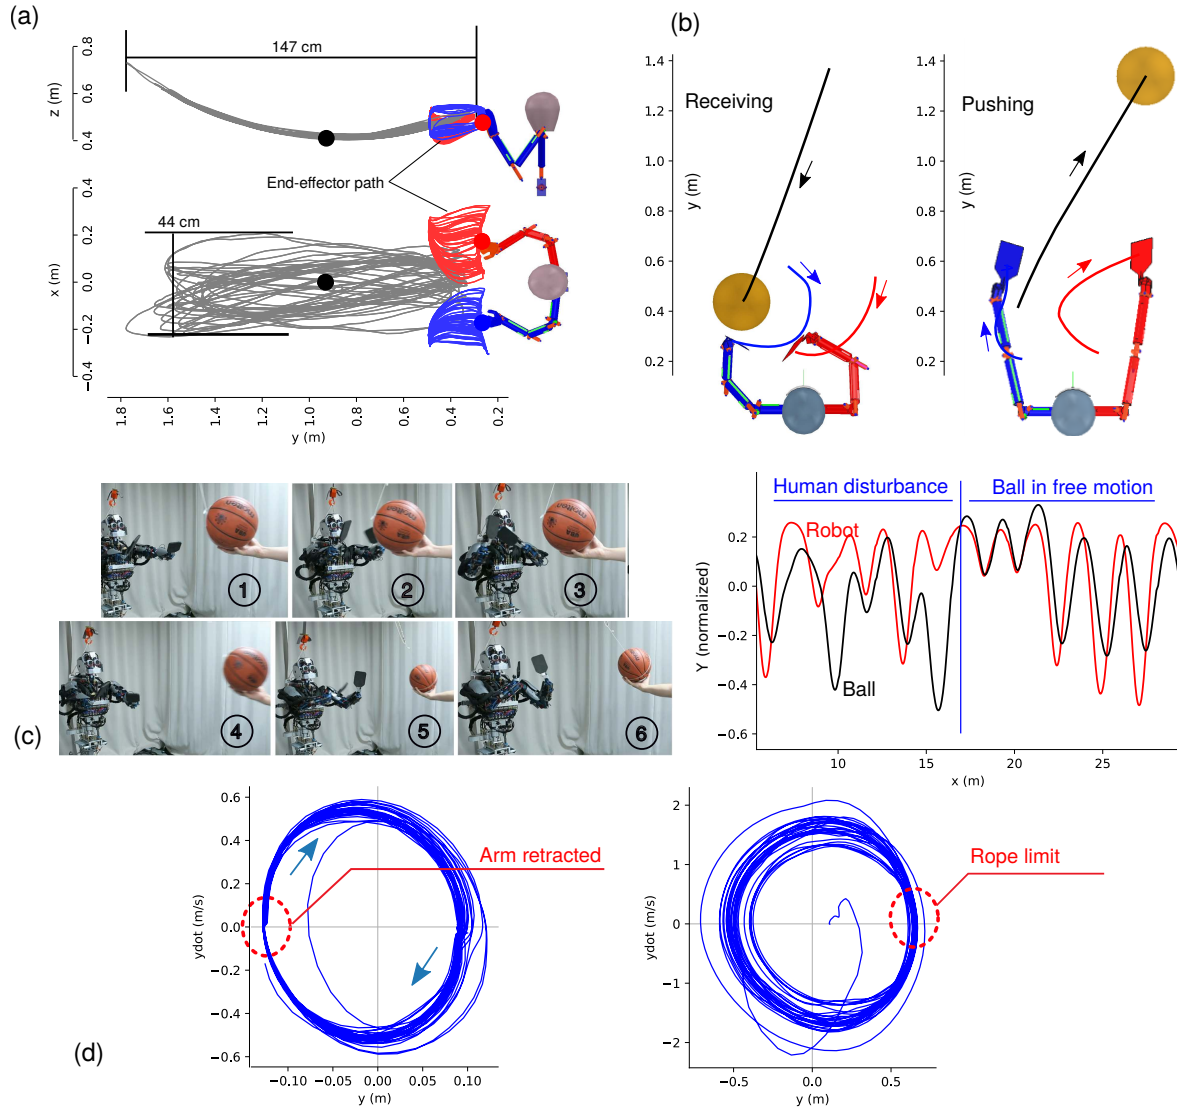 (a)
147 cm
z (m)
0.8
0.6
0.4
End-effector path
44 cm
x (m)
0.4
0.2
0.0
−0.2
−0.4
1.8
1.6
1.4
1.2
1.0
0.8
0.6
0.4
0.2
y (m)
(b)
Receiving
y (m)
1.4
1.2
1.0
0.8
0.6
0.4
0.2
Pushing
y (m)
1.4
1.2
1.0
0.8
0.6
0.4
0.2
(c)
1
2
3
4
5
6
molten
Human disturbance
Ball in free motion
Robot
Ball
Y (normalized)
0.2
0.0
−0.2
−0.4
−0.6
10
15
20
25
x (m)
(d)
Arm retracted
ydot (m/s)
0.6
0.4
0.2
0.0
−0.2
−0.4
−0.6
−0.10
−0.05
0.00
0.05
0.10
y (m)
Rope limit
ydot (m/s)
2
1
0
−1
−2
−0.5
0.0
0.5
y (m)